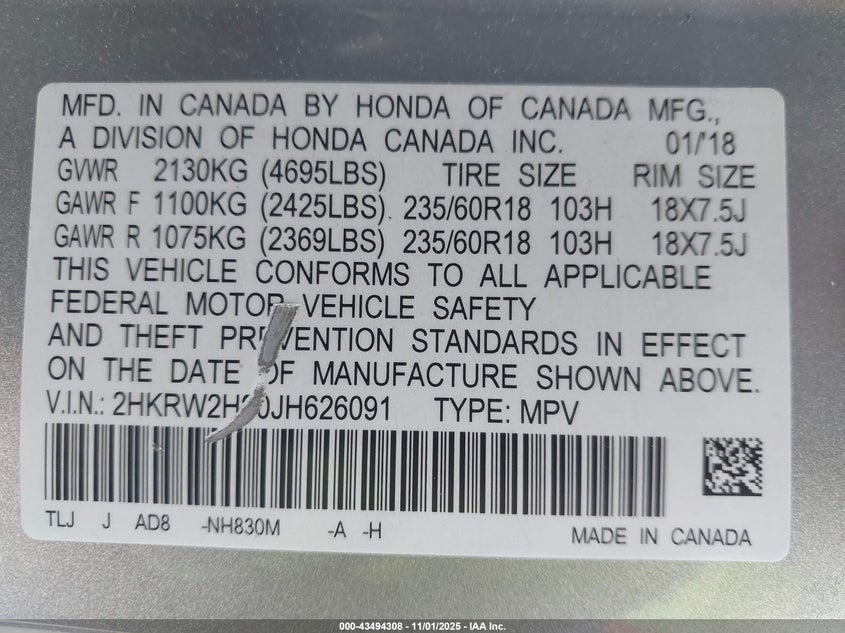 MFD. IN CANADA BY HONDA OF CANADA MFG.,
A DIVISION OF HONDA CANADA INC. 01/'18
GVWR 2130KG (4695LBS) TIRE SIZE RIM SIZE
GAWR F 1100KG (2425LBS) 235/60R18 103H 18X7.5J
GAWR R 1075KG (2369LBS) 235/60R18 103H 18X7.5J
THIS VEHICLE CONFORMS TO ALL APPLICABLE
FEDERAL MOTOR VEHICLE SAFETY
AND THEFT PREVENTION STANDARDS IN EFFECT
ON THE DATE OF MANUFACTURE SHOWN ABOVE.
V.I.N.: TYPE: MPV
TLJ J AD8 -NH830M -A -H MADE IN CANADA
000-43494308 - 11/01/2025 - IAA Inc.